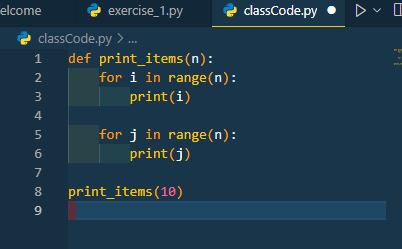 elcome
exercise_1.py
classCode.py
classCode.py > ...
1 def print_items(n):
2     for i in range(n):
3         print(i)
4
5     for j in range(n):
6         print(j)
7
8 print_items(10)
9